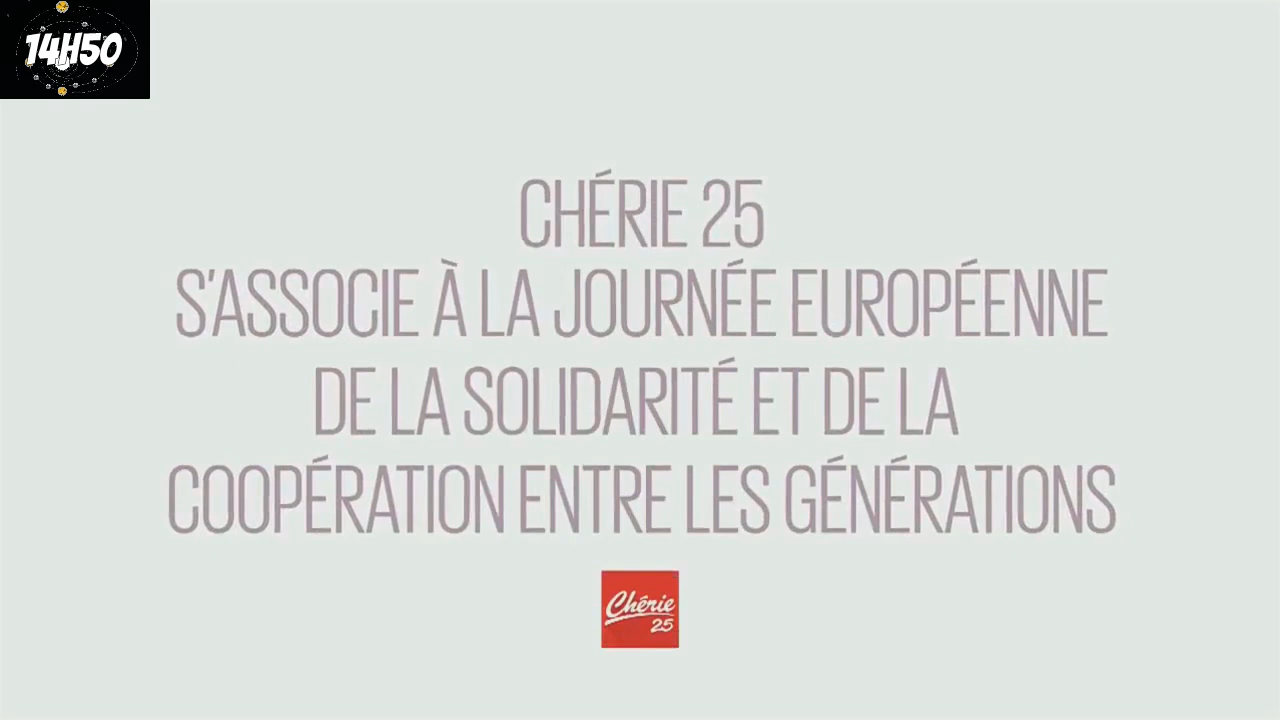 14H50
CHÉRIE 25
S'ASSOCIE À LA JOURNÉE EUROPÉENNE
DE LA SOLIDARITÉ ET DE LA
COOPÉRATION ENTRE LES GÉNÉRATIONS
Chérie
25